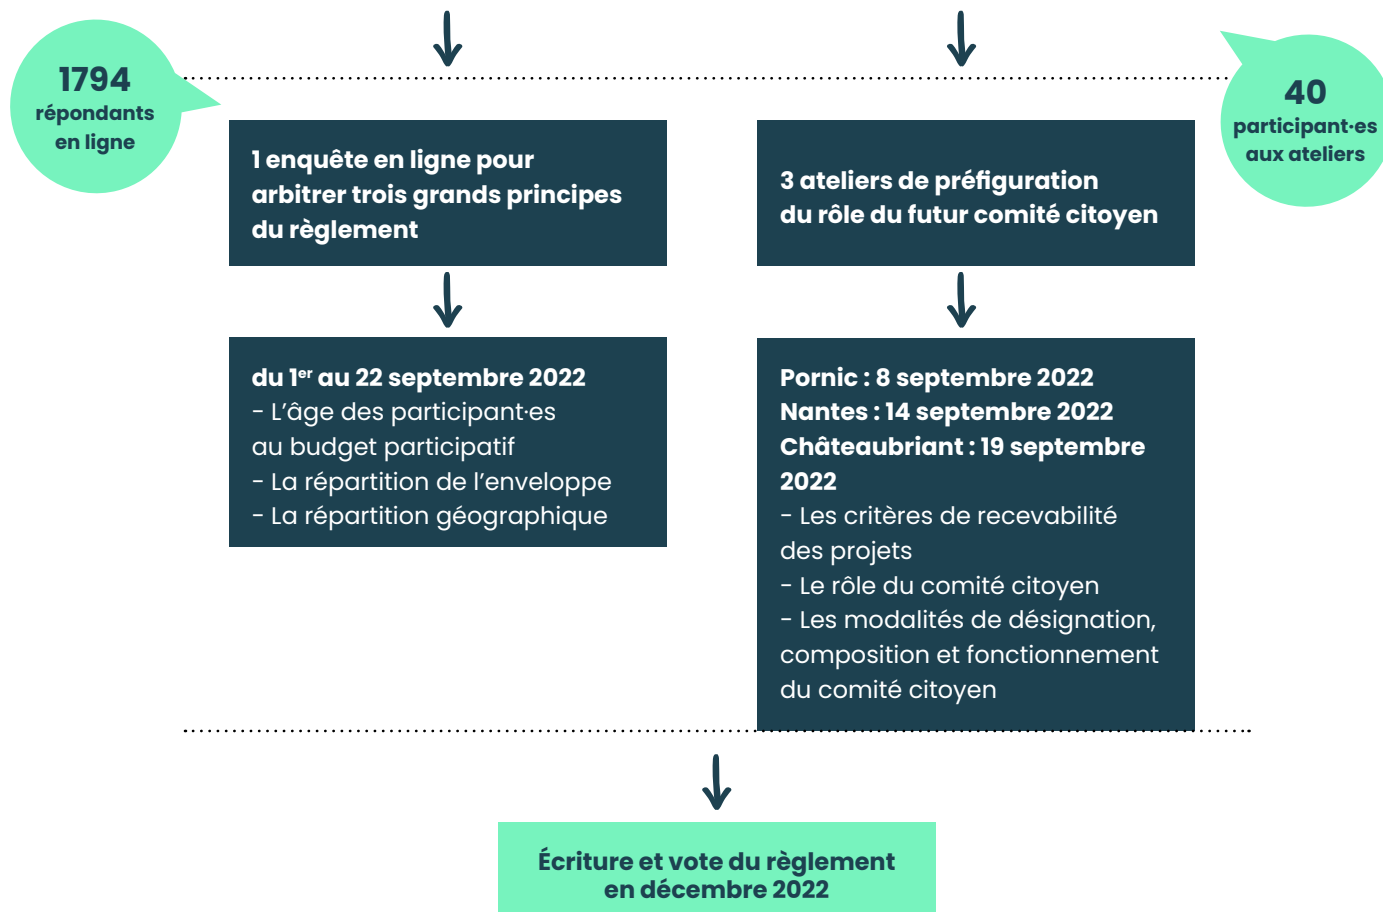 1794
répondants
en ligne
40
participant·es
aux ateliers
1 enquête en ligne pour
arbitrer trois grands principes
du règlement
3 ateliers de préfiguration
du rôle du futur comité citoyen
du 1er au 22 septembre 2022
- L’âge des participant·es
au budget participatif
- La répartition de l’enveloppe
- La répartition géographique
Pornic : 8 septembre 2022
Nantes : 14 septembre 2022
Châteaubriant : 19 septembre
2022
- Les critères de recevabilité
des projets
- Le rôle du comité citoyen
- Les modalités de désignation,
composition et fonctionnement
du comité citoyen
Écriture et vote du règlement
en décembre 2022